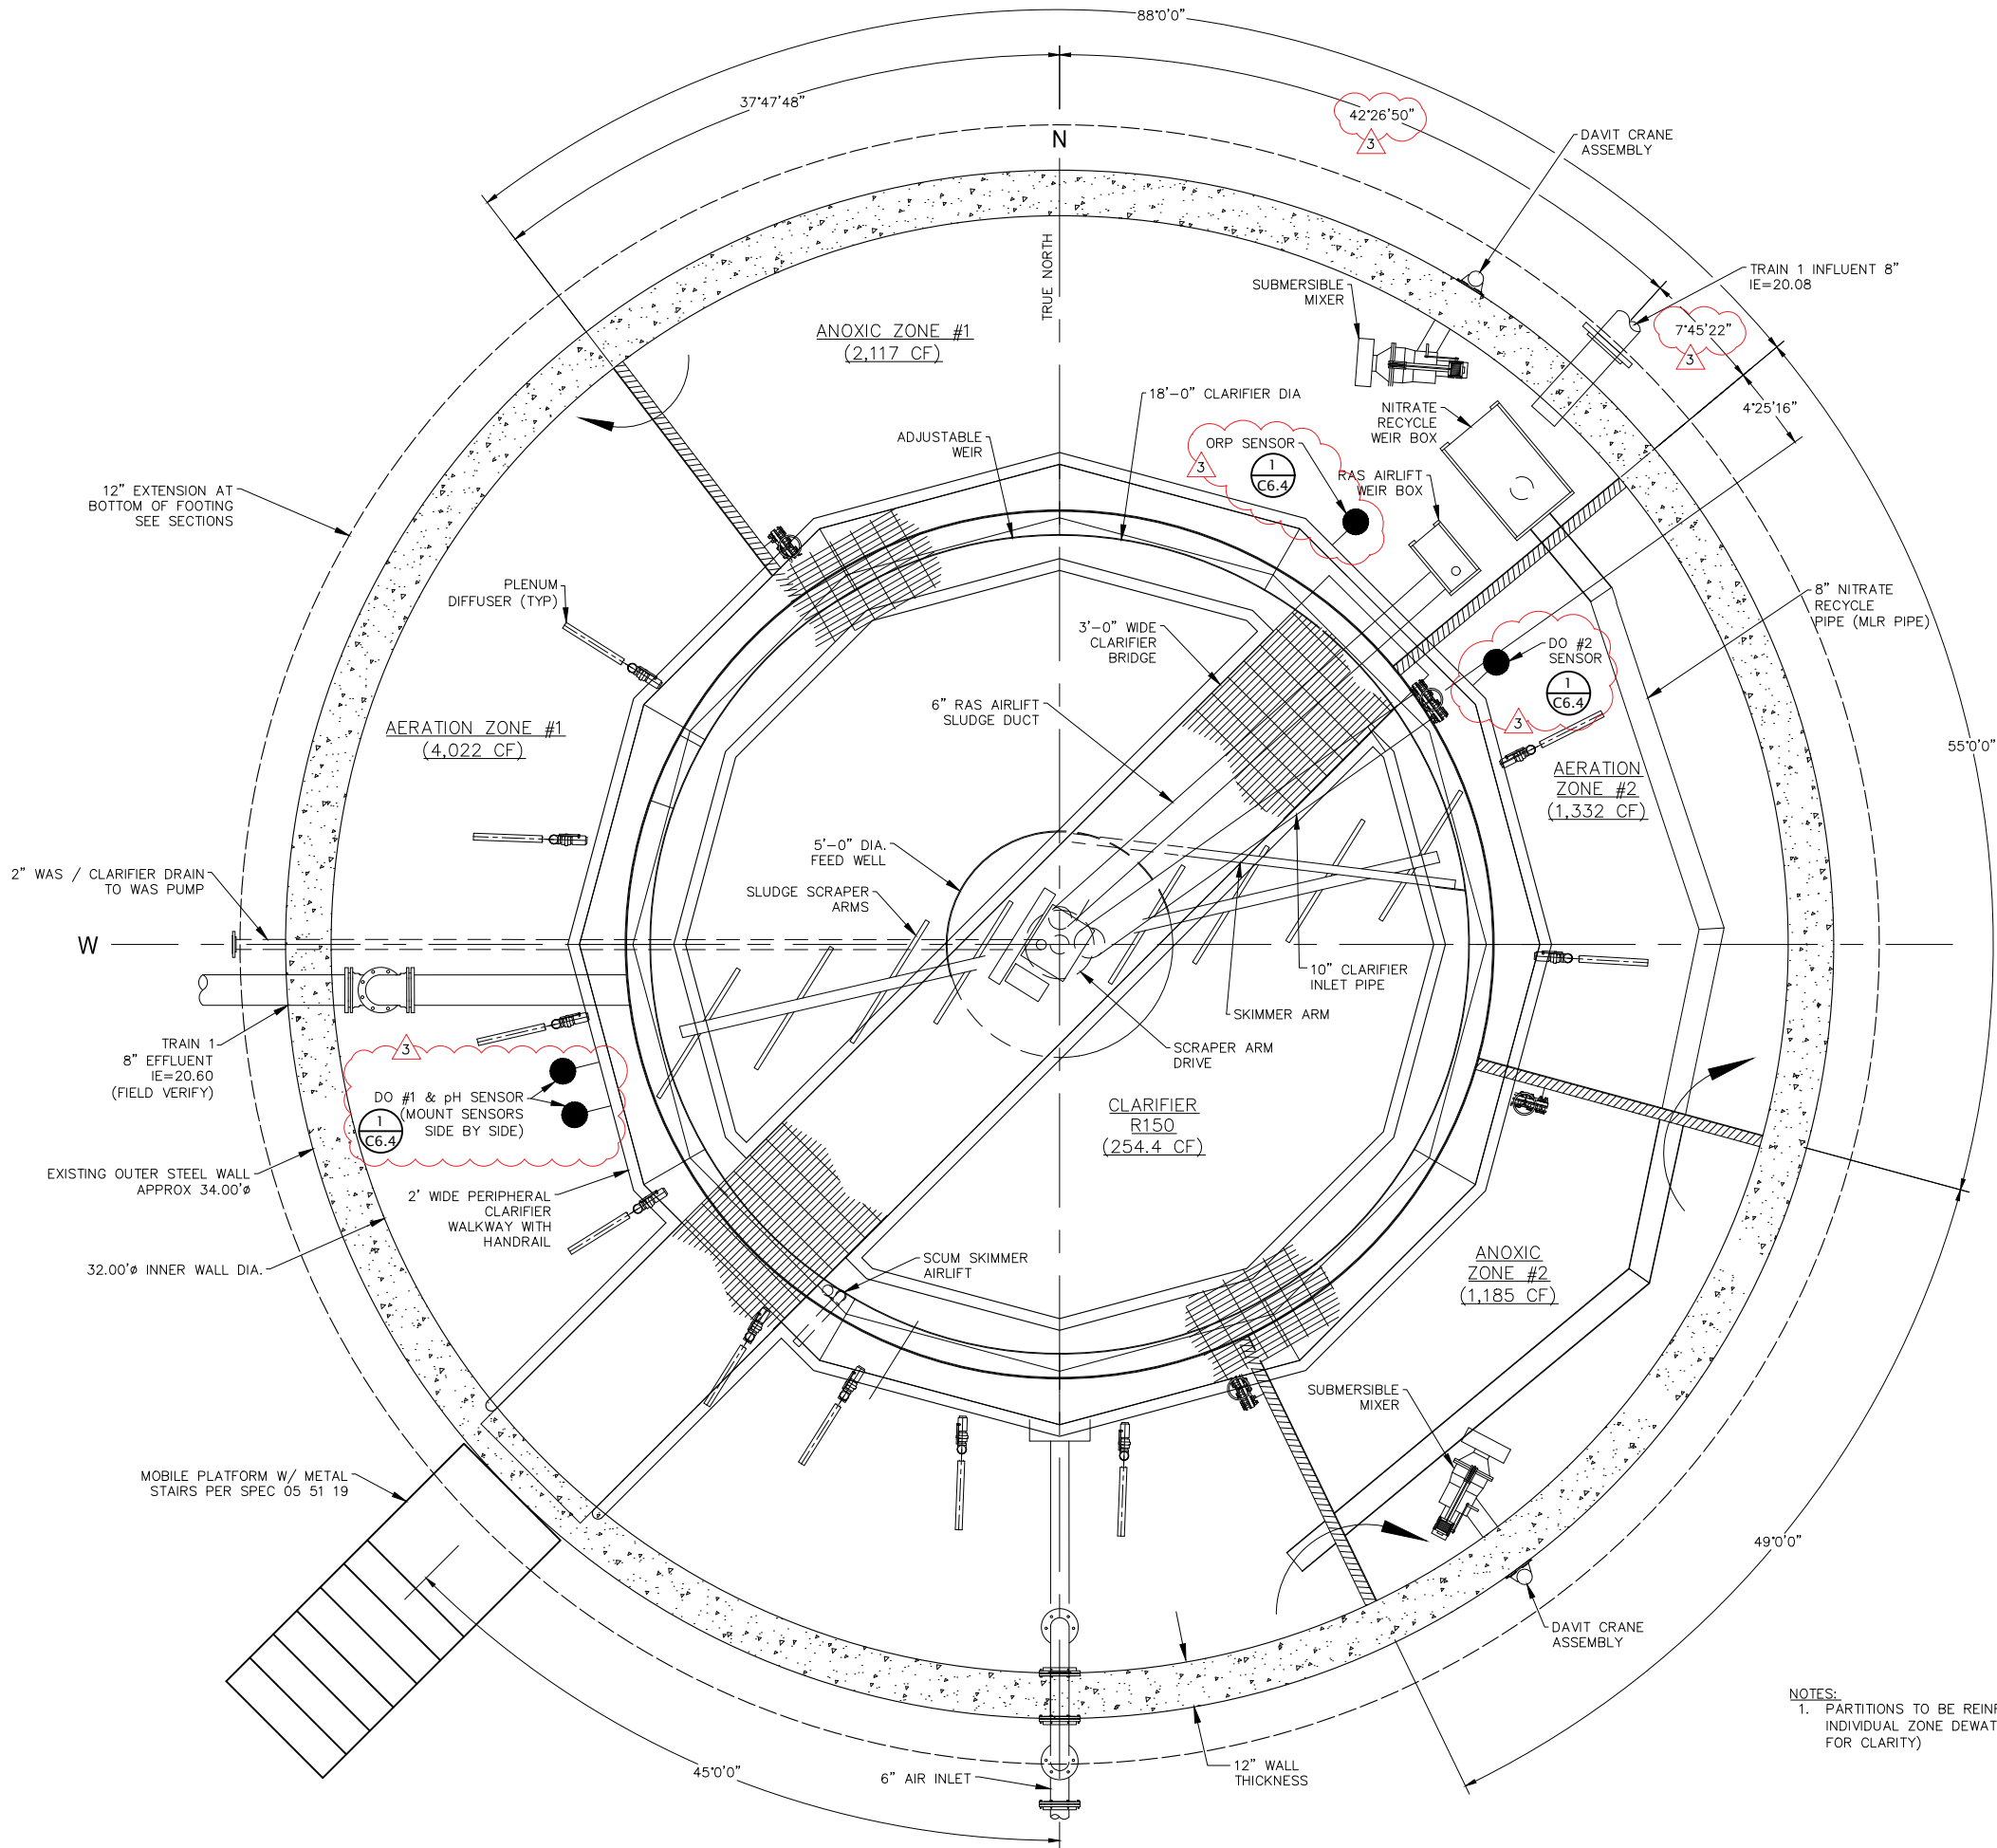 88°0'0"
37°47'48"
42°26'50"
3
N
DAVIT CRANE
ASSEMBLY
TRUE NORTH
SUBMERSIBLE
MIXER
TRAIN 1 INFLUENT 8"
IE=20.08
7°45'22"
3
ANOXIC ZONE #1
(2,117 CF)
4°25'16"
18'-0" CLARIFIER DIA
NITRATE
RECYCLE
WEIR BOX
ADJUSTABLE
WEIR
ORP SENSOR
3
1
C6.4
RAS AIRLIFT
WEIR BOX
12" EXTENSION AT
BOTTOM OF FOOTING
SEE SECTIONS
PLENUM
DIFFUSER (TYP)
8" NITRATE
RECYCLE
PIPE (MLR PIPE)
3'-0" WIDE
CLARIFIER
BRIDGE
DO #2
SENSOR
1
C6.4
3
6" RAS AIRLIFT
SLUDGE DUCT
AERATION ZONE #1
(4,022 CF)
55°0'0"
AERATION
ZONE #2
(1,332 CF)
5'-0" DIA.
FEED WELL
2" WAS / CLARIFIER DRAIN
TO WAS PUMP
SLUDGE SCRAPER
ARMS
W
10" CLARIFIER
INLET PIPE
SKIMMER ARM
SCRAPER ARM
DRIVE
TRAIN 1
8" EFFLUENT
IE=20.60
(FIELD VERIFY)
3
DO #1 & pH SENSOR
(MOUNT SENSORS
SIDE BY SIDE)
1
C6.4
CLARIFIER
R150
(254.4 CF)
EXISTING OUTER STEEL WALL
APPROX 34.00'ø
2' WIDE PERIPHERAL
CLARIFIER
WALKWAY WITH
HANDRAIL
32.00'ø INNER WALL DIA.
SCUM SKIMMER
AIRLIFT
ANOXIC
ZONE #2
(1,185 CF)
SUBMERSIBLE
MIXER
MOBILE PLATFORM W/ METAL
STAIRS PER SPEC 05 51 19
49°0'0"
DAVIT CRANE
ASSEMBLY
45°0'0"
6" AIR INLET
12" WALL
THICKNESS
NOTES:
1. PARTITIONS TO BE
INDIVIDUAL ZONE
FOR CLARITY)